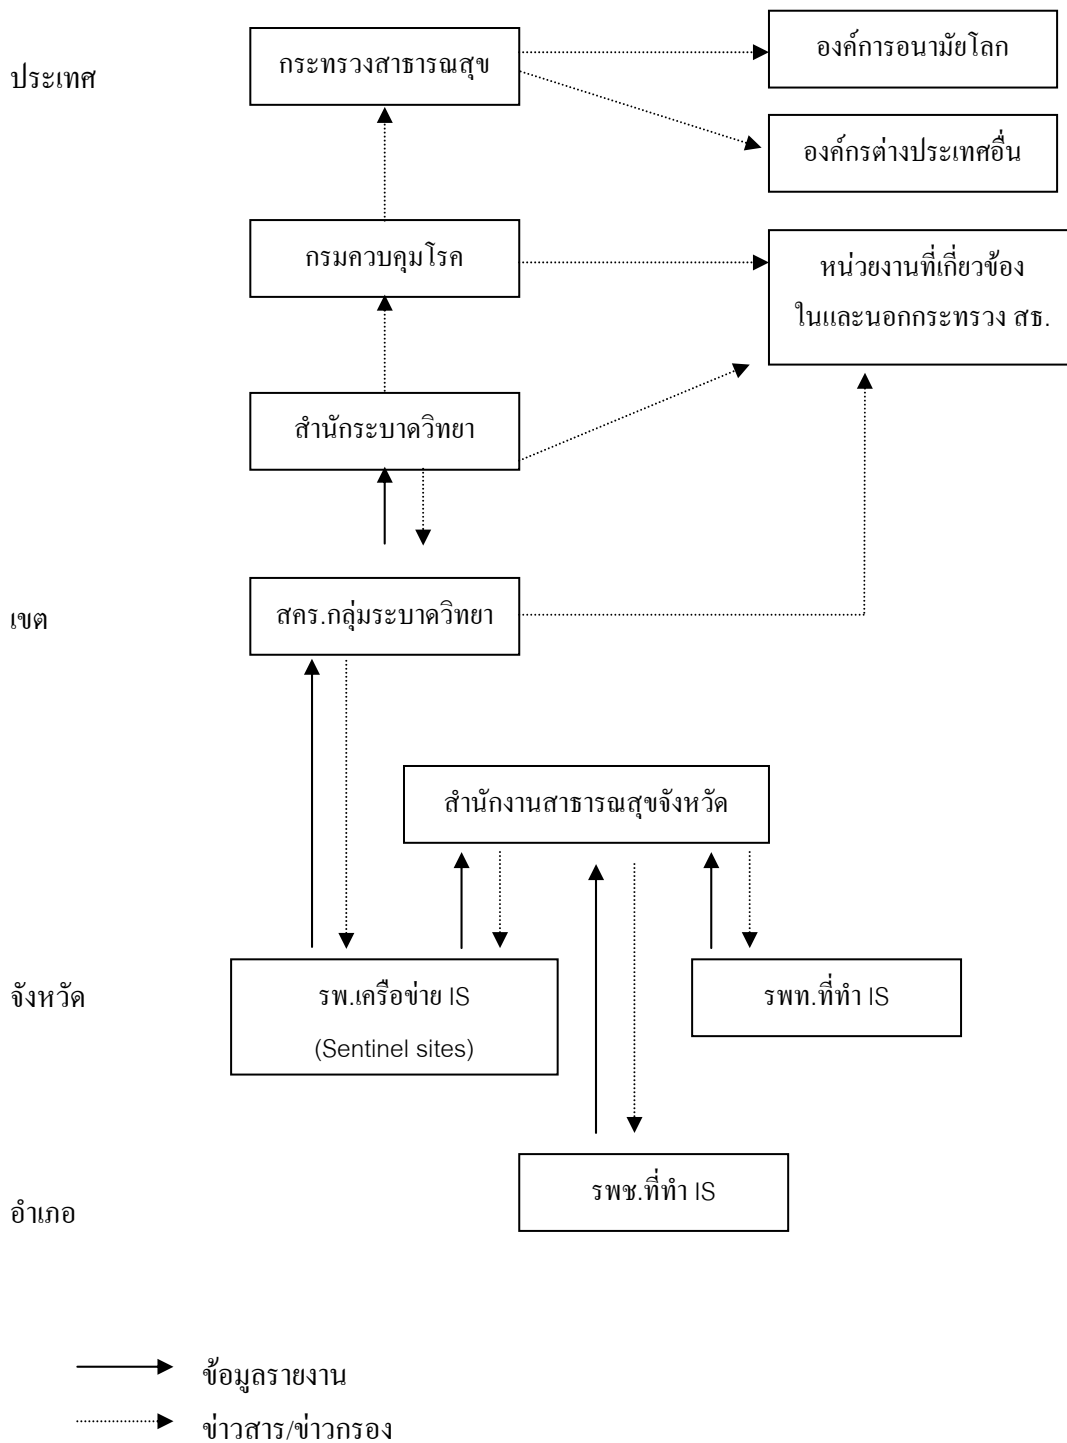 องค์การอนามัยโลก
กระทรวงสาธารณสุข
ประเทศ
องค์กรต่างประเทศอื่น
กรมควบคุมโรค
หน่วยงานที่เกี่ยวข้อง
ในและนอกกระทรวง สธ.
สำนักระบาดวิทยา
สคร.กลุ่มระบาดวิทยา
เขต
สำนักงานสาธารณสุขจังหวัด
จังหวัด
รพ.เครือข่าย IS
(Sentinel sites)
รพท.ที่ทำ IS
รพช.ที่ทำ IS
อำเภอ
ข้อมูลรายงาน
ข่าวสาร/ข่าวกรอง